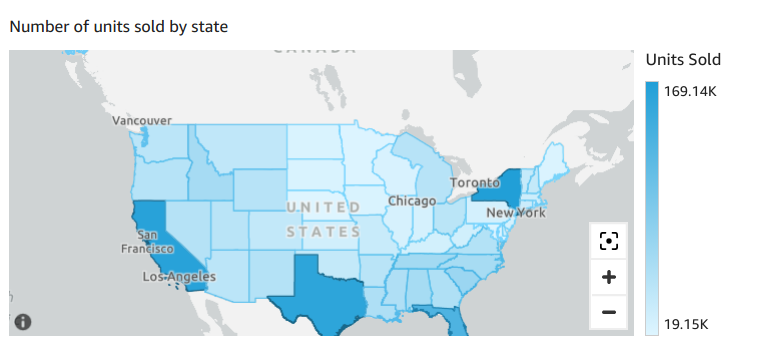 Number of units sold by state
CANADA
Units Sold
169.14K
Vancouver
Toronto
Chicago
New York
UNITED
STATES
San
Francisco
Los Angeles
+
−
19.15K
i